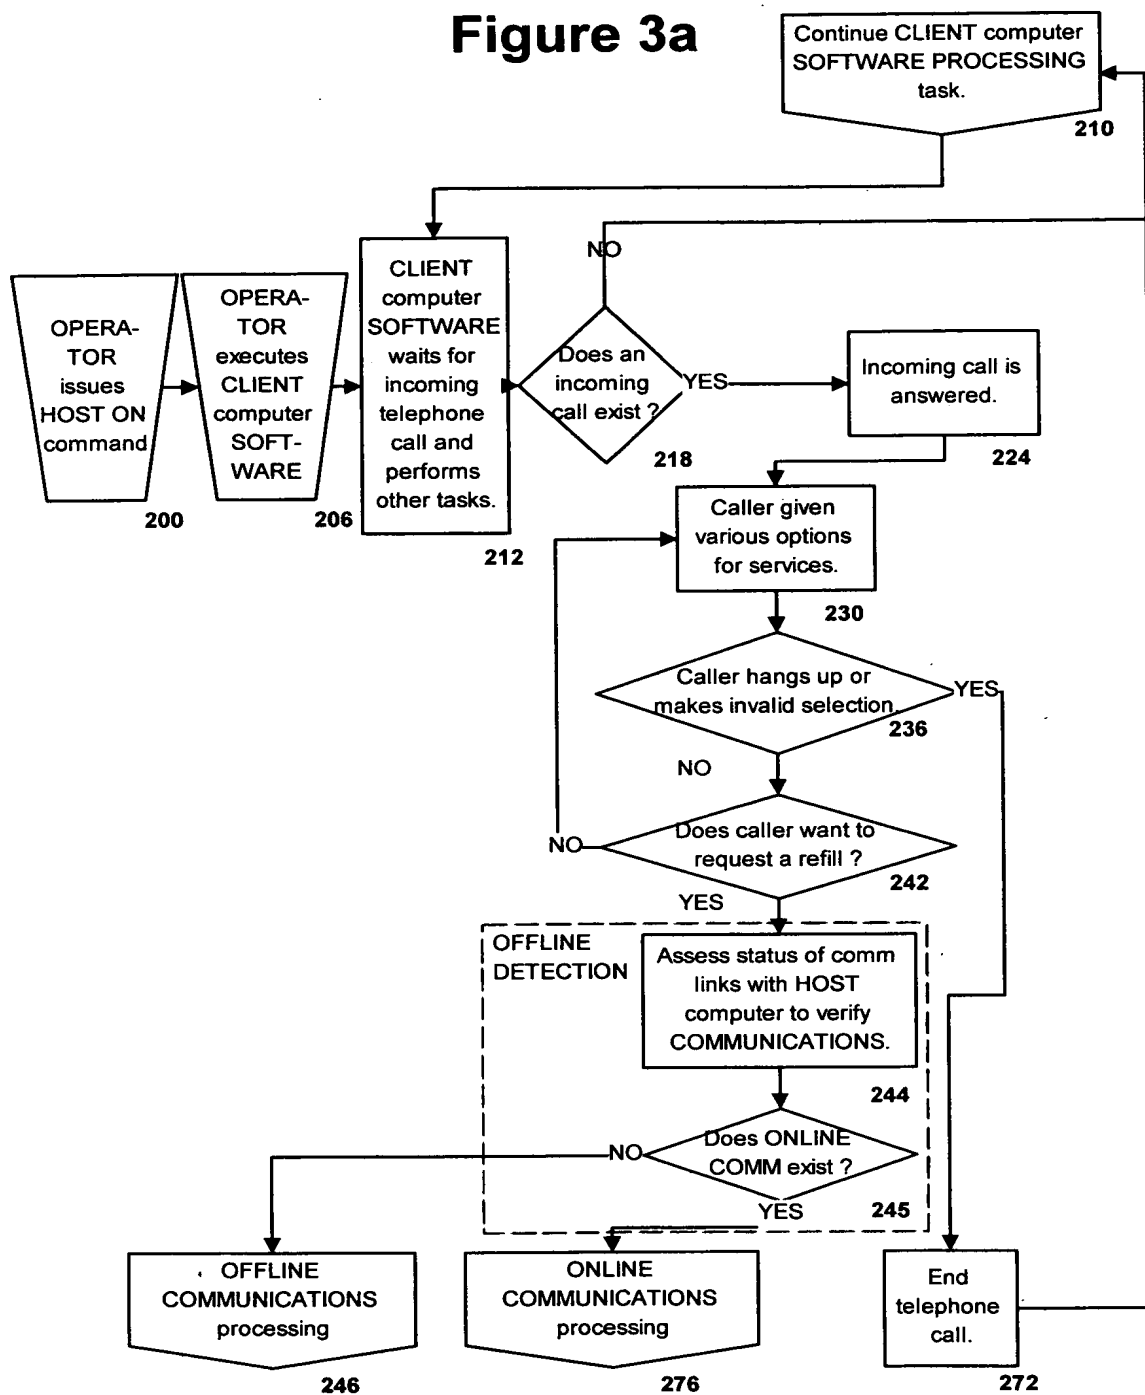 Figure 3a
Continue CLIENT computer
SOFTWARE PROCESSING
task.
210
OPERA-
TOR
issues
HOST ON
command
200
OPERA-
TOR
executes
CLIENT
computer
SOFT-
WARE
206
CLIENT
computer
SOFTWARE
waits for
incoming
telephone
call and
performs
other tasks.
212
NO
Does an
incoming
call exist ?
YES
218
Incoming call is
answered.
224
Caller given
various options
for services.
230
Caller hangs up or
makes invalid selection.
YES
236
NO
Does caller want to
request a refill ?
NO
242
YES
OFFLINE
DETECTION
Assess status of comm
links with HOST
computer to verify
COMMUNICATIONS.
244
Does ONLINE
COMM exist ?
NO
245
YES
OFFLINE
COMMUNICATIONS
processing
246
ONLINE
COMMUNICATIONS
processing
276
End
telephone
call.
272